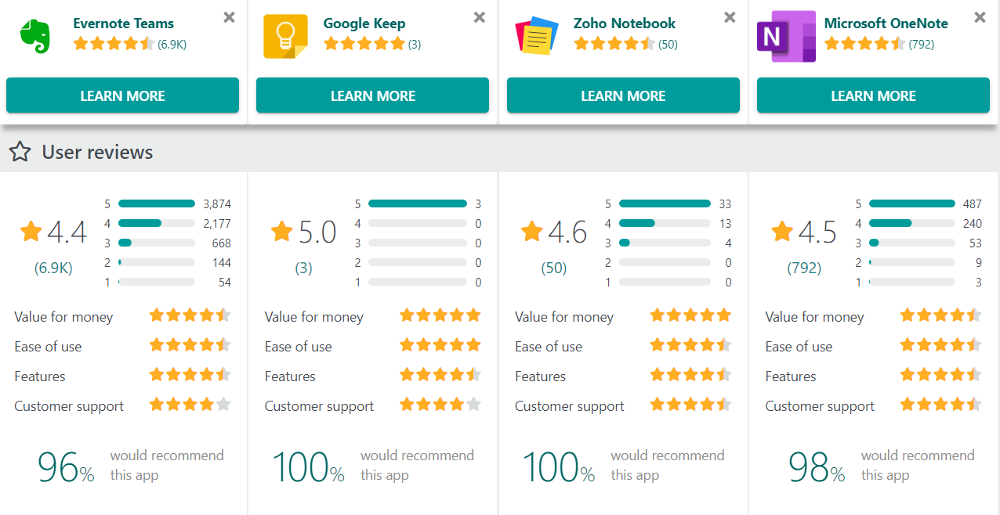 Evernote Teams
(6.9K)
LEARN MORE
Google Keep
(3)
LEARN MORE
Zoho Notebook
(50)
LEARN MORE
N
Microsoft OneNote
(792)
LEARN MORE
User reviews
4.4
(6.9K)
5 3,874
4 2,177
3 668
2 144
1 54
Value for money
Ease of use
Features
Customer support
96%
would recommend
this app
5.0
(3)
5 3
4 0
3 0
2 0
1 0
Value for money
Ease of use
Features
Customer support
100%
would recommend
this app
4.6
(50)
5 33
4 13
3 4
2 0
1 0
Value for money
Ease of use
Features
Customer support
100%
would recommend
this app
4.5
(792)
5 487
4 240
3 53
2 9
1 3
Value for money
Ease of use
Features
Customer support
98%
would recommend
this app